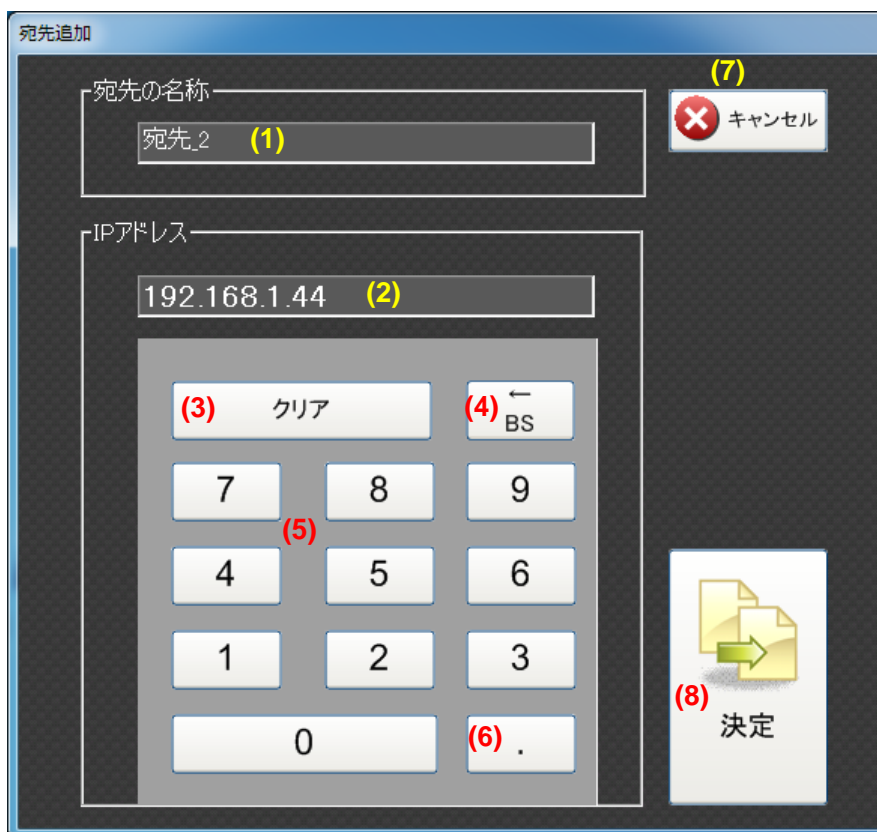 宛先追加
宛先の名称
(7)
キャンセル
宛先_2 (1)
IPアドレス
192.168.1.44 (2)
(3) クリア
(4) ← BS
7 8 9
(5)
4 5 6
1 2 3
0 (6) .
(8)
決定